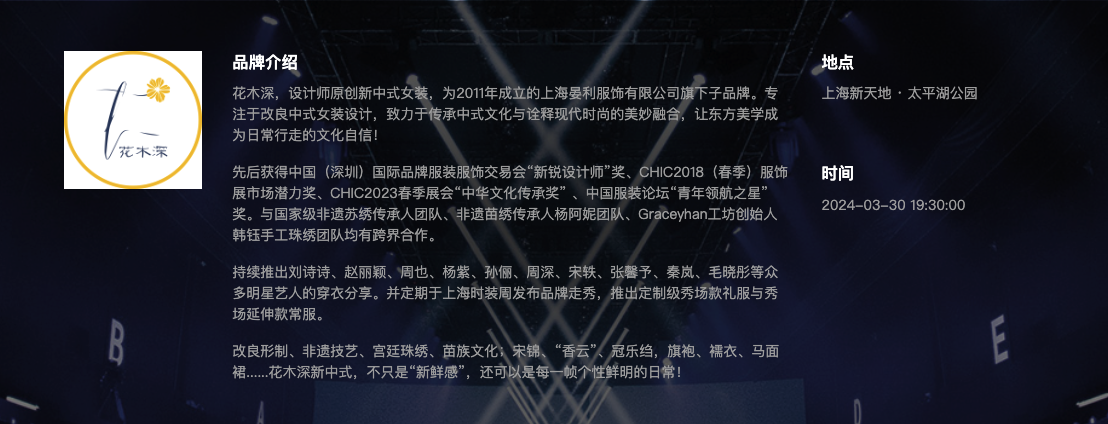 花木深
品牌介绍
花木深，设计师原创新中式女装，为2011年成立的上海晏利服饰有限公司旗下子品牌。专
注于改良中式女装设计，致力于传承中式文化与诠释现代时尚的美妙融合，让东方美学成
为日常行走的文化自信！
先后获得中国（深圳）国际品牌服装服饰交易会“新锐设计师”奖、CHIC2018（春季）服饰
展市场潜力奖、CHIC2023春季展会“中华文化传承奖” 、中国服装论坛“青年领航之星”
奖。与国家级非遗苏绣传承人团队、非遗苗绣传承人杨阿妮团队、Graceyhan工坊创始人
韩钰手工珠绣团队均有跨界合作。
持续推出刘诗诗、赵丽颖、周也、杨紫、孙俪、周深、宋轶、张馨予、秦岚、毛晓彤等众
多明星艺人的穿衣分享。并定期于上海时装周发布品牌走秀，推出定制级秀场款礼服与秀
场延伸款常服。
改良形制、非遗技艺、宫廷珠绣、苗族文化；宋锦、“香云”、冠乐绉，旗袍、襦衣、马面
裙......花木深新中式，不只是“新鲜感”，还可以是每一帧个性鲜明的日常！
地点
上海新天地 · 太平湖公园
时间
2024-03-30 19:30:00
B
E
A
D